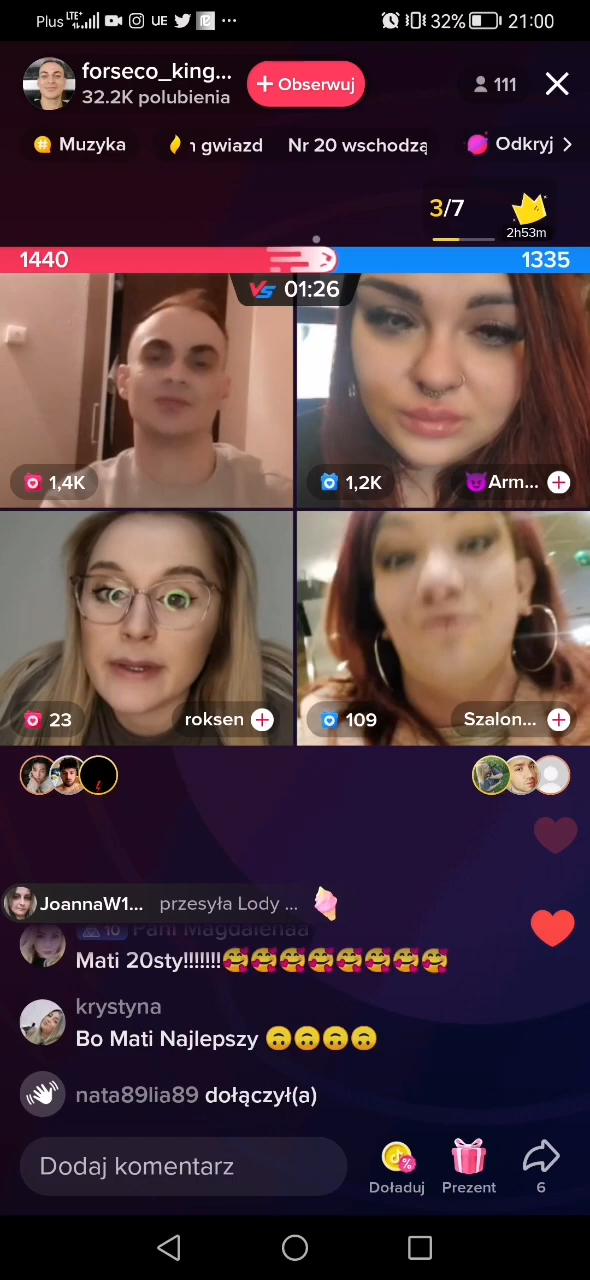 Plus LTE+ UE ... 32% 21:00
forseco_king...
32.2K polubienia
+ Obserwuj
111
# Muzyka
gwiazd Nr 20 wschodzą
Odkryj >
3/7
2h53m
1440
1335
VS 01:26
1,4K
1,2K
😈Arm...
23
roksen
109
Szalon...
JoannaW1... przesyła Lody ...
10 Pani Magdalenaa
Mati 20sty!!!!!!!🥰🥰🥰🥰🥰🥰🥰🥰
krystyna
Bo Mati Najlepszy 🙃🙃🙃🙃
nata89lia89 dołączył(a)
Dodaj komentarz
Doładuj
Prezent
6